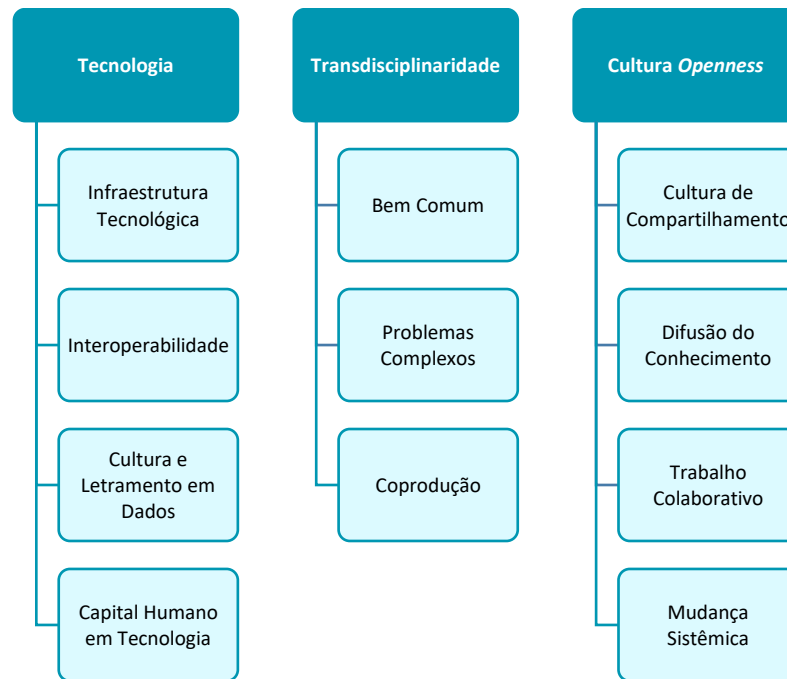 Tecnologia
Infraestrutura
Tecnológica
Interoperabilidade
Cultura e
Letramento em
Dados
Capital Humano
em Tecnologia
Transdisciplinaridade
Bem Comum
Problemas
Complexos
Coprodução
Cultura Openness
Cultura de
Compartilhamento
Difusão do
Conhecimento
Trabalho
Colaborativo
Mudança
Sistêmica